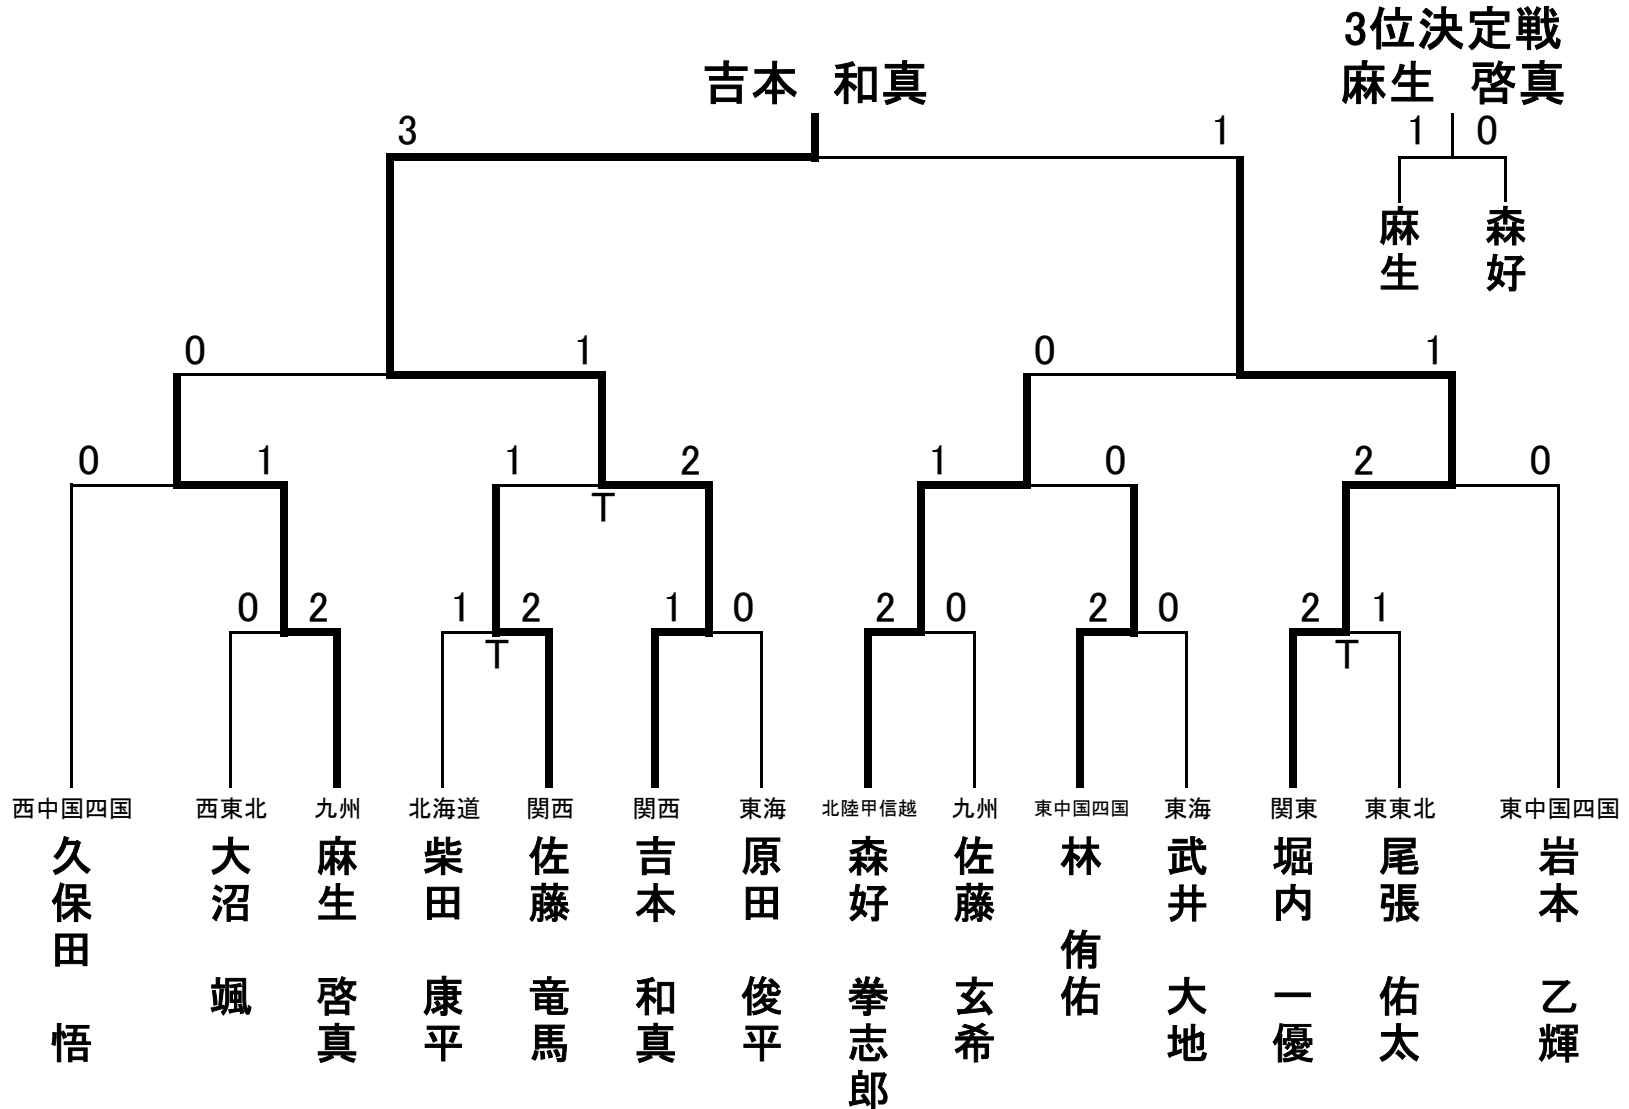 3位決定戦
吉本 和真
麻生 啓真
3
1
1 0
麻生
森好
0
1
0
1
0
1
1
2
1
0
2
0
T
0 2
1 2
1 0
2 0
2 0
2 1
T
T
西中国四国
西東北
九州
北海道
関西
関西
東海
北陸甲信越
九州
東中国四国
東海
関東
東東北
東中国四国
久保田 悟
大沼 颯
麻生 啓真
柴田 康平
佐藤 竜馬
吉本 和真
原田 俊平
森好 拳志郎
佐藤 玄希
林 侑佑
武井 大地
堀内 一優
尾張 佑太
岩本 乙輝